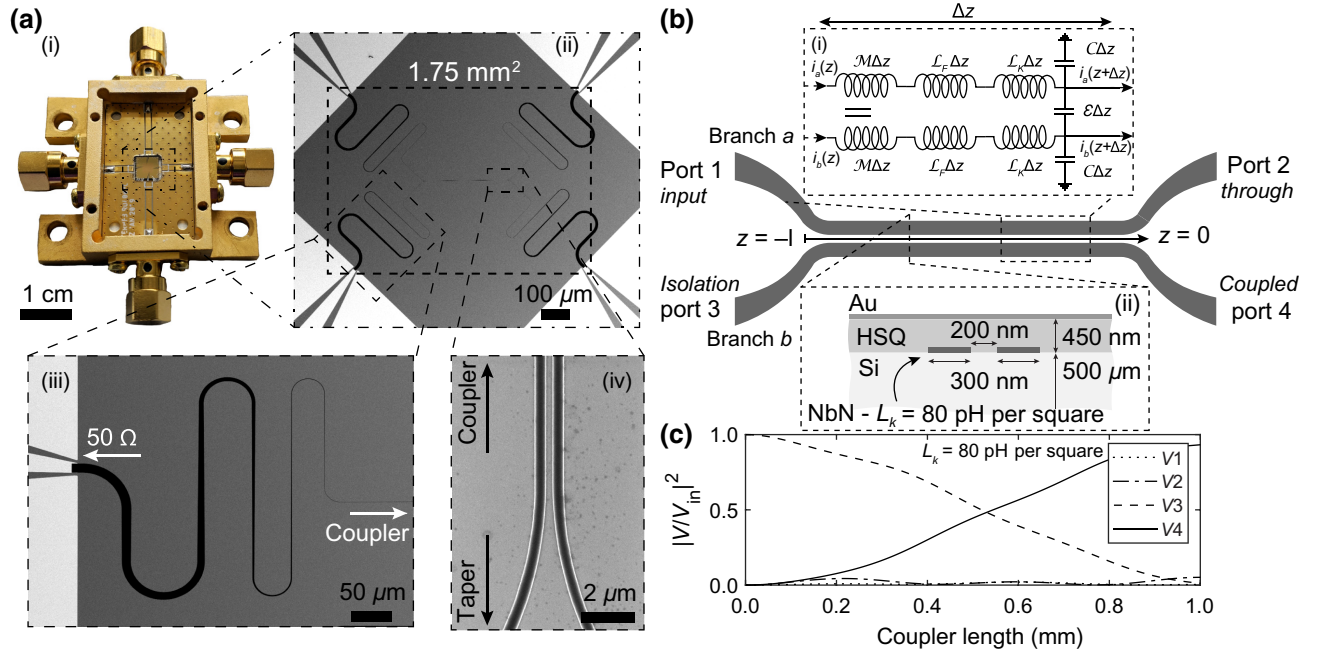 (a)
(i)
1 cm
(ii)
1.75 mm²
100 µm
(iii)
50 Ω
Coupler
50 µm
(iv)
Coupler
Taper
2 µm
(b)
Δz
(i)
ℳΔz
ℒ_FΔz
ℒ_KΔz
𝐶Δz
i_a(z)
i_a(z+Δz)
ℰΔz
Branch a
i_b(z)
i_b(z+Δz)
ℳΔz
ℒ_FΔz
ℒ_KΔz
𝐶Δz
Port 1
input
Port 2
through
z = –l
z = 0
Isolation
port 3
Coupled
port 4
Branch b
(ii)
Au
HSQ
200 nm
450 nm
Si
300 nm
500 µm
NbN - L_k = 80 pH per square
(c)
L_k = 80 pH per square
|V/V_in|²
1.0
0.5
0.0
V1
V2
V3
V4
0.0 0.2 0.4 0.6 0.8 1.0
Coupler length (mm)